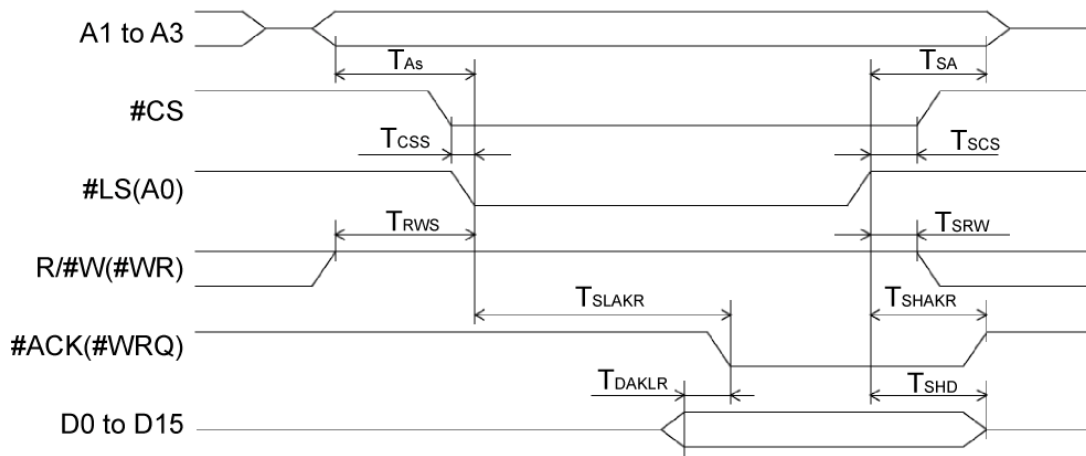 A1 to A3
TAs TSA
#CS
TCSS TSCS
#LS(A0)
TRWS TSRW
R/#W(#WR)
TSLAKR TSHAKR
#ACK(#WRQ)
TDAKLR TSHD
D0 to D15